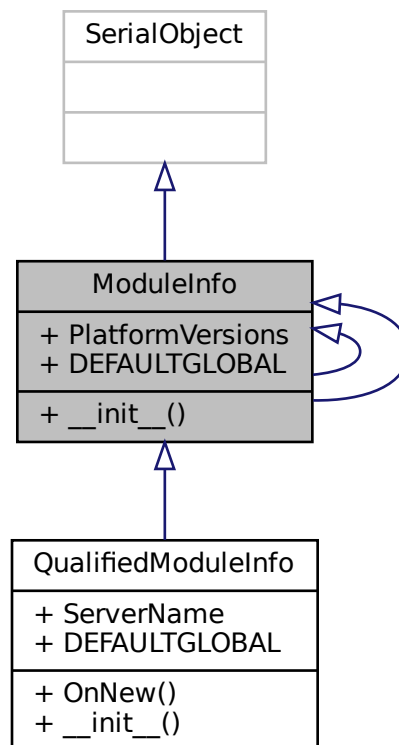 SerialObject
ModuleInfo
+ PlatformVersions
+ DEFAULTGLOBAL
+ __init__()
QualifiedModuleInfo
+ ServerName
+ DEFAULTGLOBAL
+ OnNew()
+ __init__()